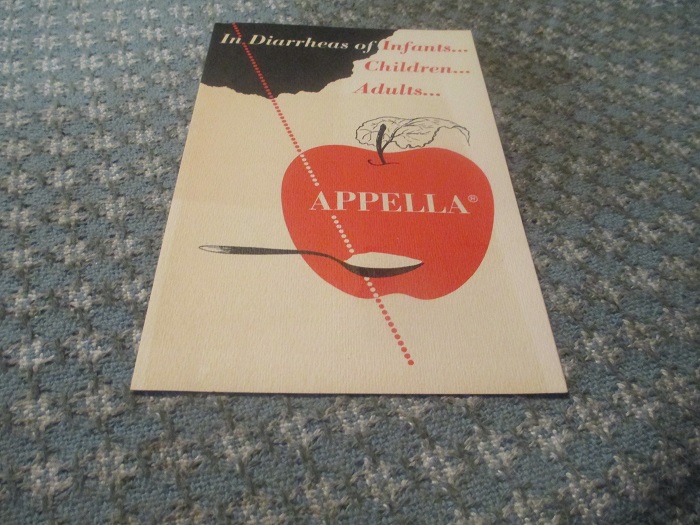 In Diarrheas of Infants...
Children...
Adults...
APPELLA®